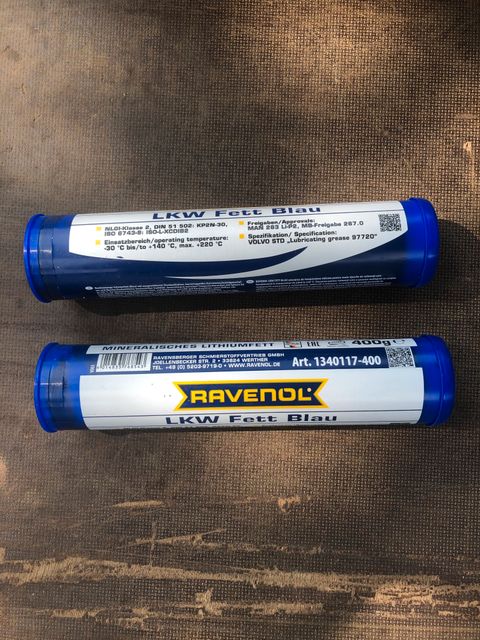 LKW Fett Blau
NLGI-Klasse 2, DIN 51 502: KP2N-30,
ISO 6743-9: ISO-L-XCDIB2
Einsatzbereich/operating temperature:
-30 °C bis/to +140 °C, max. +220 °C
Freigaben/Approvals:
MAN 283 Li-P2, MB-Freigabe 267.0
Spezifikation/ Specification:
VOLVO STD „Lubricating grease 97720"
MINERALISCHES LITHIUMFETT
EAC 400g
RAVENSBERGER SCHMIERSTOFFVERTRIEB GMBH
JOELLENBECKER STR. 2 • 33824 WERTHER
TEL. +49 (0) 5203-9719-0 • WWW.RAVENOL.DE
Art. 1340117-400
RAVENOL
LKW Fett Blau